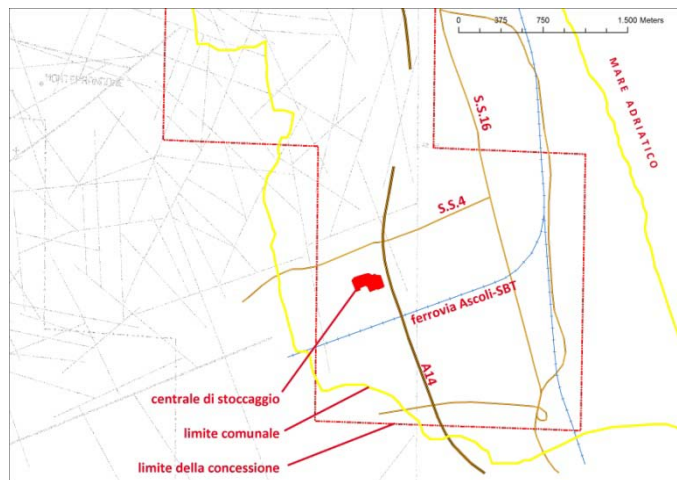 0 375 750 1.500 Meters
MARE ADRIATICO
S.S.16
S.S.4
ferrovia Ascoli-SBT
A14
centrale di stoccaggio
limite comunale
limite della concessione